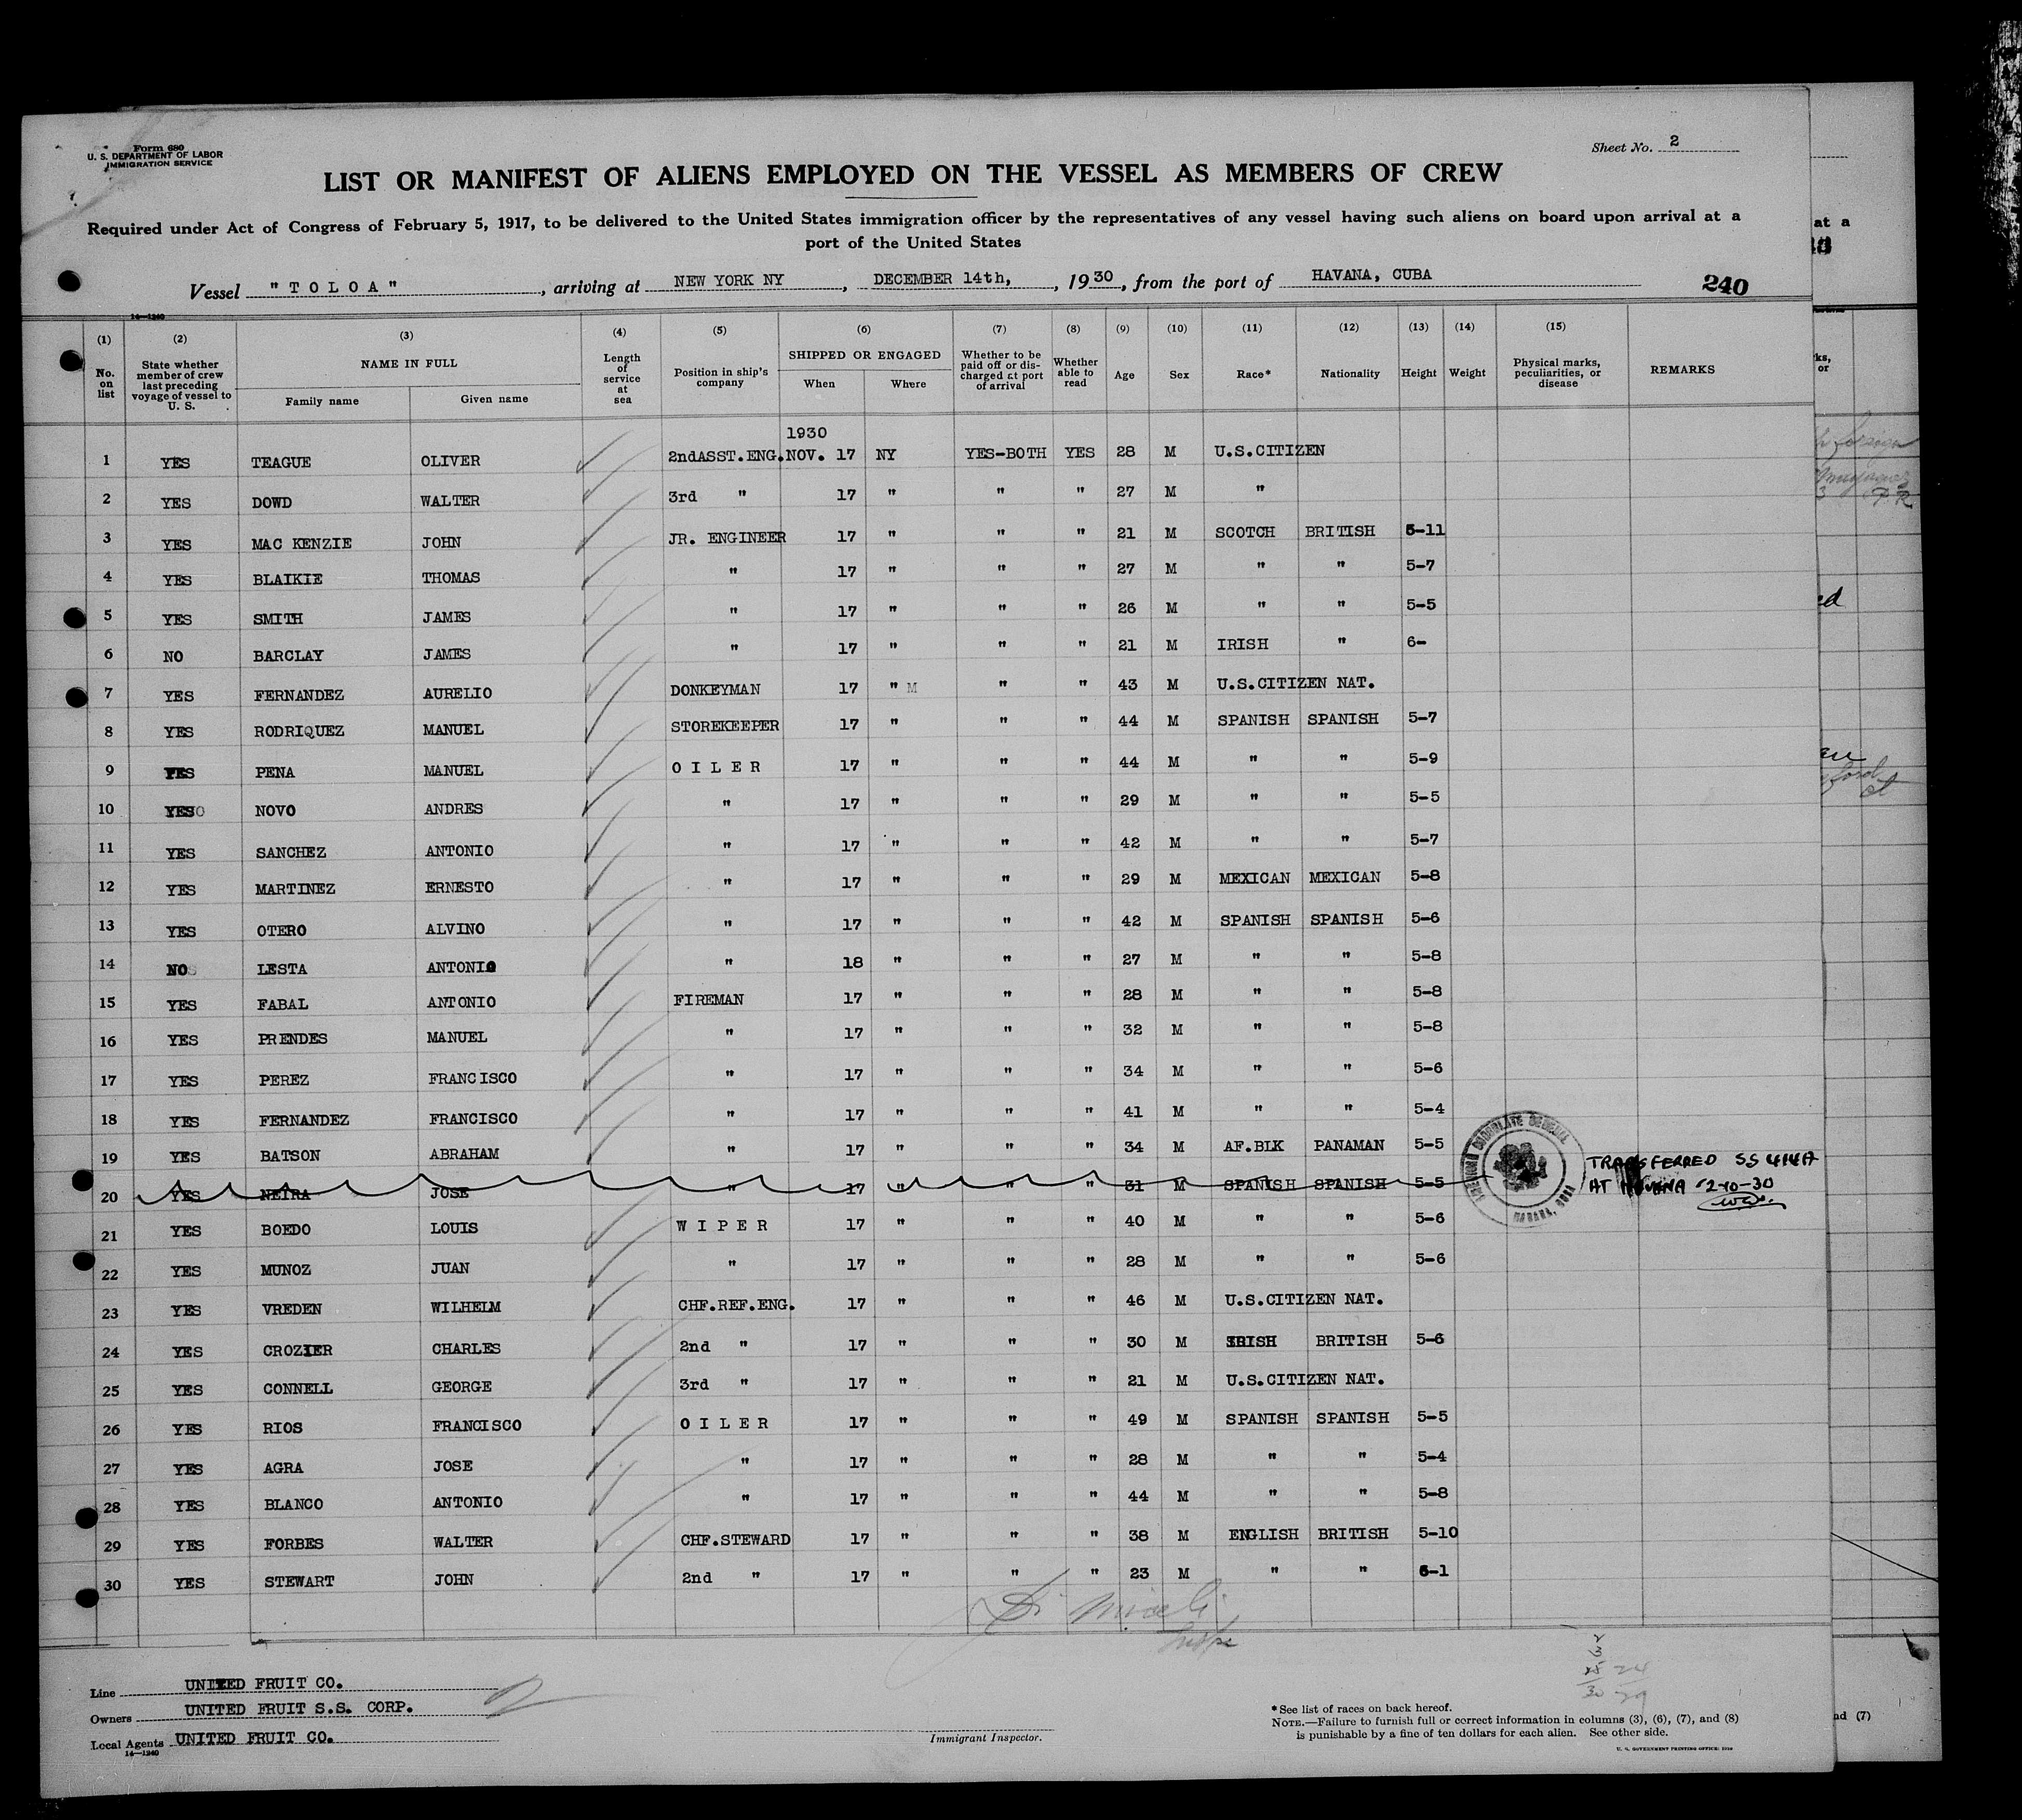 Form 680
U. S. DEPARTMENT OF LABOR
IMMIGRATION SERVICE
Sheet No. 2
LIST OR MANIFEST OF ALIENS EMPLOYED ON THE VESSEL AS MEMBERS OF CREW
Required under Act of Congress of February 5, 1917, to be delivered to the United States immigration officer by the representatives of any vessel having such aliens on board upon arrival at a
port of the United States
Vessel "TOLOA", arriving at NEW YORK NY, DECEMBER 14th, 1930, from the port of HAVANA, CUBA
240
14—1240
(1) (2) (3) (4) (5) (6) (7) (8) (9) (10) (11) (12) (13) (14) (15)
No. on list State whether member of crew last preceding voyage of vessel to U. S. NAME IN FULL Family name Given name Length of service at sea Position in ship's company SHIPPED OR ENGAGED When Where Whether to be paid off or discharged at port of arrival Whether able to read Age Sex Race* Nationality Height Weight Physical marks, peculiarities, or disease REMARKS
1930
1 YES TEAGUE OLIVER 2ndASST.ENG. NOV. 17 NY YES-BOTH YES 28 M U.S.CITIZEN
2 YES DOWD WALTER 3rd " 17 " " " 27 M "
3 YES MAC KENZIE JOHN JR. ENGINEER 17 " " " 21 M SCOTCH BRITISH 5-11
4 YES BLAIKIE THOMAS " 17 " " " 27 M " " 5-7
5 YES SMITH JAMES " 17 " " " 26 M " " 5-5
6 NO BARCLAY JAMES " 17 " " " 21 M IRISH " 6-
7 YES FERNANDEZ AURELIO DONKEYMAN 17 " M " " 43 M U.S.CITIZEN NAT.
8 YES RODRIQUEZ MANUEL STOREKEEPER 17 " " " 44 M SPANISH SPANISH 5-7
9 YES PENA MANUEL OILER 17 " " " 44 M " " 5-9
10 YES NOVO ANDRES " 17 " " " 29 M " " 5-5
11 YES SANCHEZ ANTONIO " 17 " " " 42 M " " 5-7
12 YES MARTINEZ ERNESTO " 17 " " " 29 M MEXICAN MEXICAN 5-8
13 YES OTERO ALVINO " 17 " " " 42 M SPANISH SPANISH 5-6
14 NO LESTA ANTONIO " 18 " " " 27 M " " 5-8
15 YES FABAL ANTONIO FIREMAN 17 " " " 28 M " " 5-8
16 YES PRENDES MANUEL " 17 " " " 32 M " " 5-8
17 YES PEREZ FRANCISCO " 17 " " " 34 M " " 5-6
18 YES FERNANDEZ FRANCISCO " 17 " " " 41 M " " 5-4
19 YES BATSON ABRAHAM " 17 " " " 34 M AF.BLK PANAMAN 5-5
20 YES NEIRA JOSE " 17 " " " 31 M SPANISH SPANISH 5-5
AMERICAN CONSULATE GENERAL HABANA, CUBA
TRANSFERRED SS
AT HAVANA 12-10-30
21 YES BOEDO LOUIS WIPER 17 " " " 40 M " " 5-6
22 YES MUNOZ JUAN " 17 " " " 28 M " " 5-6
23 YES VREDEN WILHELM CHF.REF.ENG. 17 " " " 46 M U.S.CITIZEN NAT.
24 YES CROZIER CHARLES 2nd " 17 " " " 30 M IRISH BRITISH 5-6
25 YES CONNELL GEORGE 3rd " 17 " " " 21 M U.S.CITIZEN NAT.
26 YES RIOS FRANCISCO OILER 17 " " " 49 M SPANISH SPANISH 5-5
27 YES AGRA JOSE " 17 " " " 28 M " " 5-4
28 YES BLANCO ANTONIO " 17 " " " 44 M " " 5-8
29 YES FORBES WALTER CHF.STEWARD 17 " " " 38 M ENGLISH BRITISH 5-10
30 YES STEWART JOHN 2nd " 17 " " " 23 M " " 6-1
Line UNITED FRUIT CO.
Owners UNITED FRUIT S.S. CORP.
Local Agents UNITED FRUIT CO.
14—1240
Immigrant Inspector.
*See list of races on back hereof.
NOTE.—Failure to furnish full or correct information in columns (3), (6), (7), and (8)
is punishable by a fine of ten dollars for each alien. See other side.
at a
nd (7)